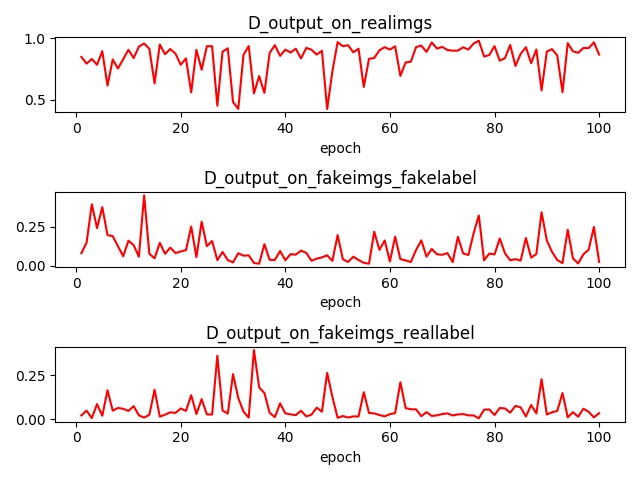 D_output_on_realimgs
1.0
0.5
0 20 40 60 80 100
epoch
D_output_on_fakeimgs_fakelabel
0.25
0.00
0 20 40 60 80 100
epoch
D_output_on_fakeimgs_reallabel
0.25
0.00
0 20 40 60 80 100
epoch